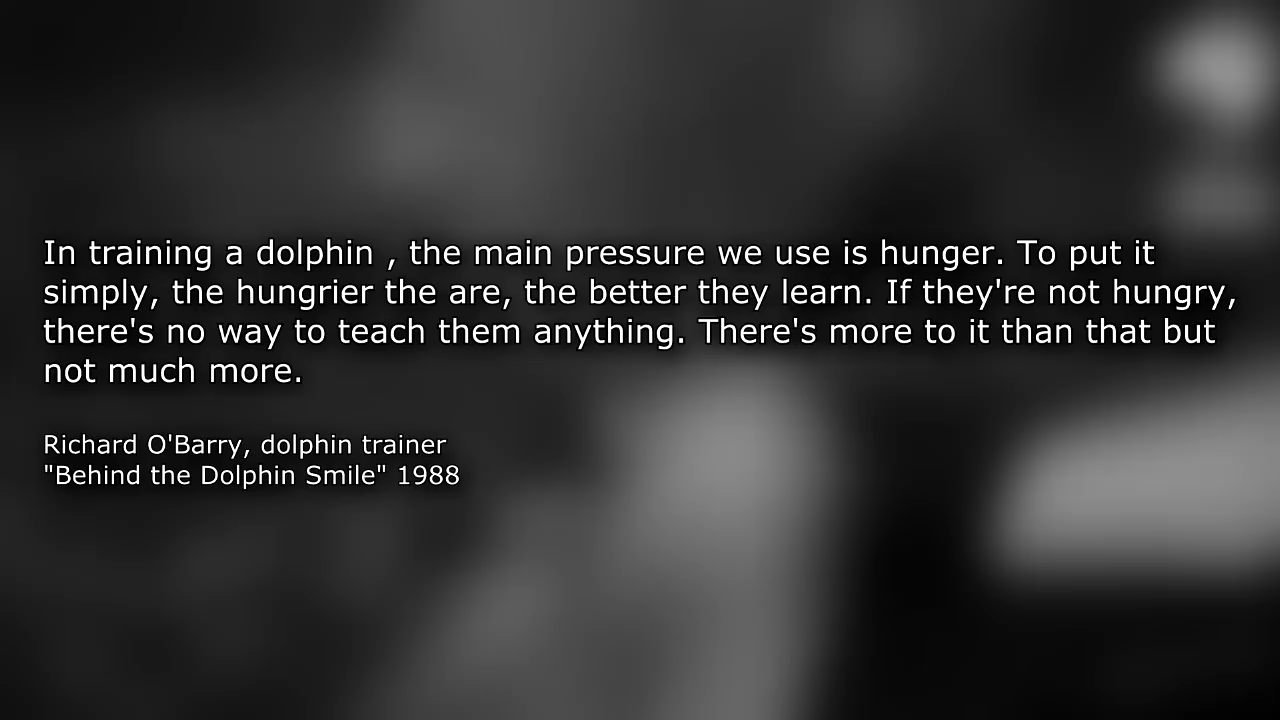 In training a dolphin , the main pressure we use is hunger. To put it
simply, the hungrier the are, the better they learn. If they're not hungry,
there's no way to teach them anything. There's more to it than that but
not much more.
Richard O'Barry, dolphin trainer
"Behind the Dolphin Smile" 1988